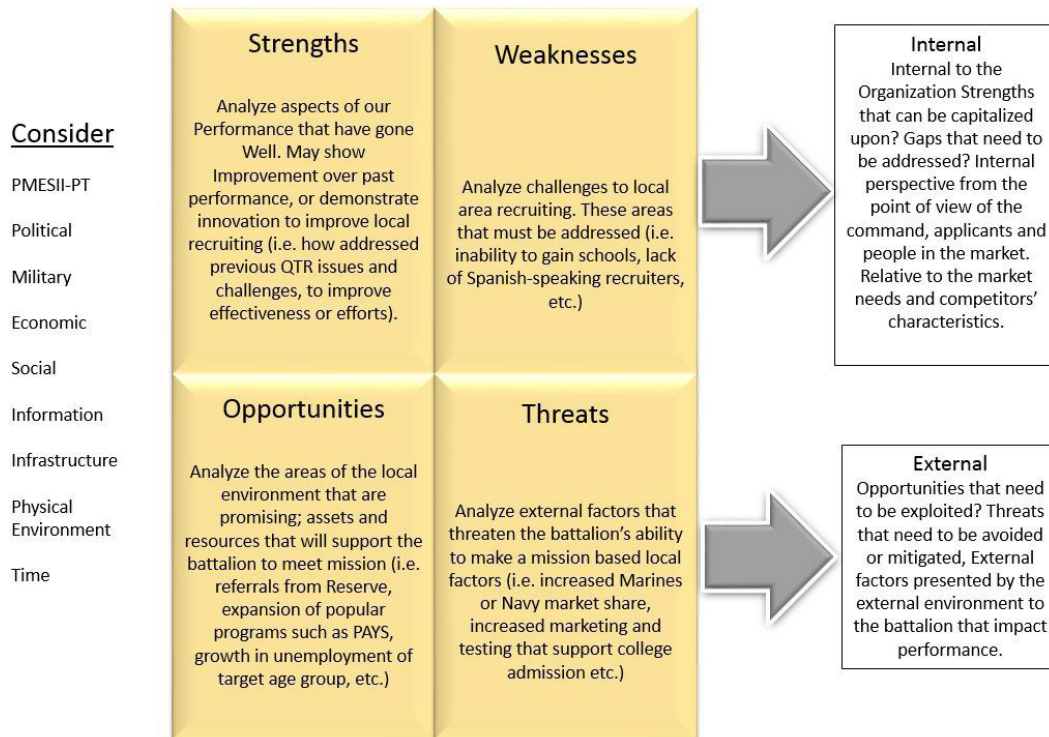 Consider
PMESII-PT
Political
Military
Economic
Social
Information
Infrastructure
Physical
Environment
Time
Strengths
Analyze aspects of our
Performance that have gone
Well. May show
Improvement over past
performance, or demonstrate
innovation to improve local
recruiting (i.e. how addressed
previous QTR issues and
challenges, to improve
effectiveness or efforts).
Weaknesses
Analyze challenges to local
area recruiting. These areas
that must be addressed (i.e.
inability to gain schools, lack
of Spanish-speaking recruiters,
etc.)
Internal
Internal to the
Organization Strengths
that can be capitalized
upon? Gaps that need to
be addressed? Internal
perspective from the
point of view of the
command, applicants and
people in the market.
Relative to the market
needs and competitors’
characteristics.
Opportunities
Analyze the areas of the local
environment that are
promising; assets and
resources that will support the
battalion to meet mission (i.e.
referrals from Reserve,
expansion of popular
programs such as PAYS,
growth in unemployment of
target age group, etc.)
Threats
Analyze external factors that
threaten the battalion’s ability
to make a mission based local
factors (i.e. increased Marines
or Navy market share,
increased marketing and
testing that support college
admission etc.)
External
Opportunities that need
to be exploited? Threats
that need to be avoided
or mitigated, External
factors presented by the
external environment to
the battalion that impact
performance.